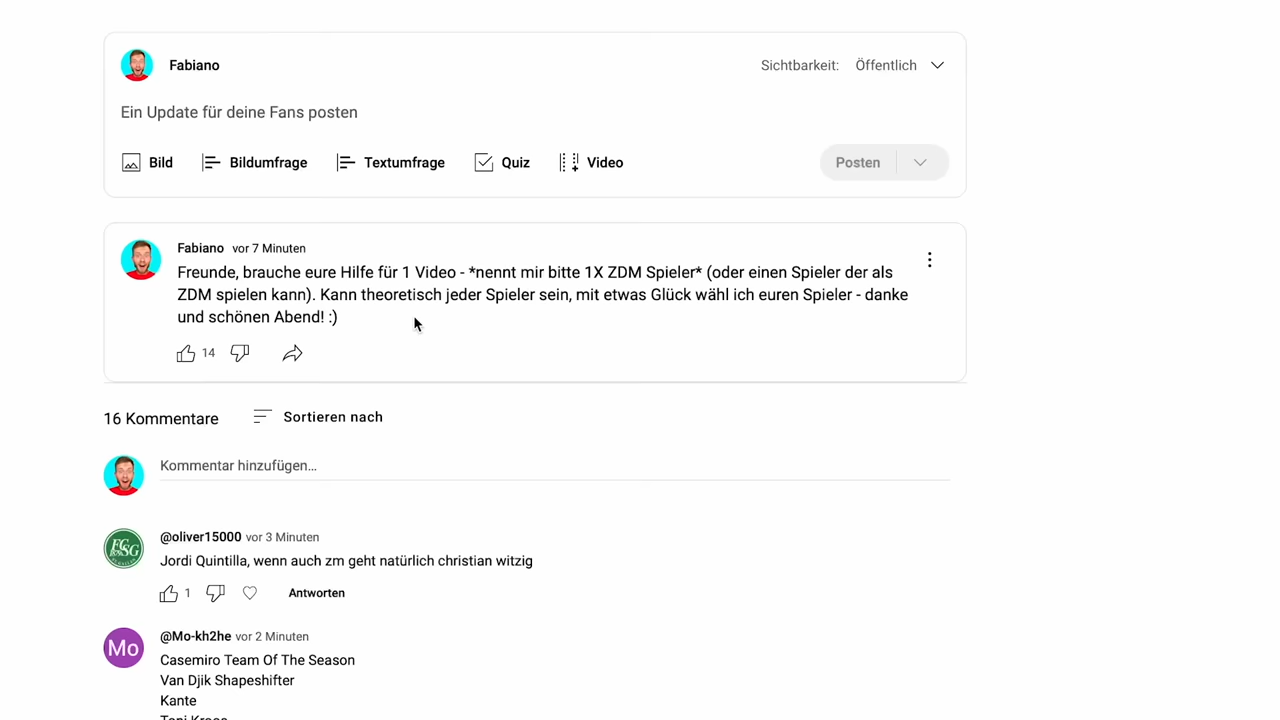 Fabiano
Sichtbarkeit: Öffentlich
Ein Update für deine Fans posten
Bild Bildumfrage Textumfrage Quiz Video Posten
Fabiano vor 7 Minuten
Freunde, brauche eure Hilfe für 1 Video - *nennt mir bitte 1X ZDM Spieler* (oder einen Spieler der als
ZDM spielen kann). Kann theoretisch jeder Spieler sein, mit etwas Glück wähl ich euren Spieler - danke
und schönen Abend! :)
14
16 Kommentare Sortieren nach
Kommentar hinzufügen...
FCSG
@oliver15000 vor 3 Minuten
Jordi Quintilla, wenn auch zm geht natürlich christian witzig
1 Antworten
Mo
@Mo-kh2he vor 2 Minuten
Casemiro Team Of The Season
Van Djik Shapeshifter
Kante
Toni Kroos